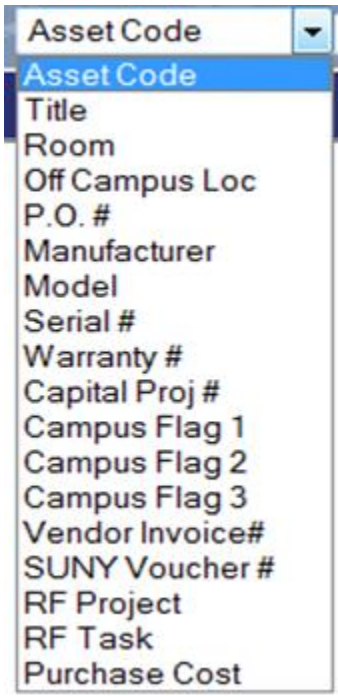 Asset Code
Asset Code
Title
Room
Off Campus Loc
P.O. #
Manufacturer
Model
Serial #
Warranty #
Capital Proj #
Campus Flag 1
Campus Flag 2
Campus Flag 3
Vendor Invoice#
SUNY Voucher #
RF Project
RF Task
Purchase Cost